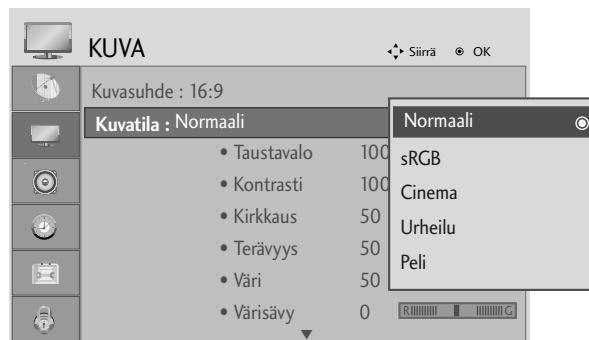 KUVA Siirrä OK
Kuvasuhde : 16:9
Kuvatila : Normaali
• Taustavalo 100
• Kontrasti 100
• Kirkkaus 50
• Terävyys 50
• Väri 50
• Värisävy 0 R G
Normaali
sRGB
Cinema
Urheilu
Peli